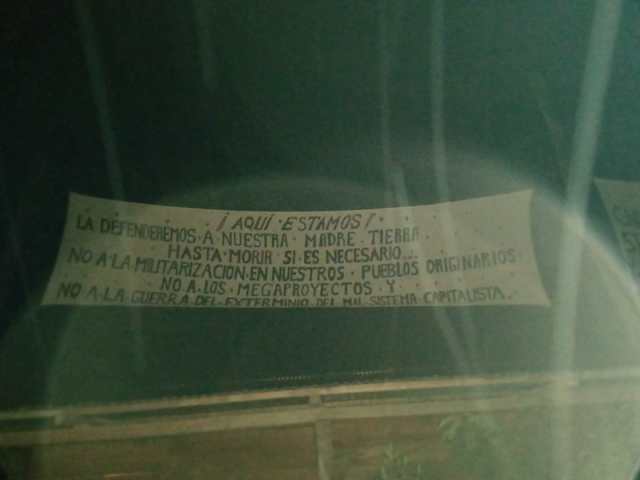 ¡AQUÍ·ESTAMOS!
LA DEFENDEREMOS·A·NUESTRA·MADRE·TIERRA.
HASTA·MORIR·SI·ES·NECESARIO...
NO·A·LA·MILITARIZACION·EN·NUESTROS·PUEBLOS ORIGINARIOS·
NO·A·LOS·MEGAPROYECTOS·Y·
NO·A·LA·GUERRA·DEL·EXTERMINIO·DEL·MAL·SISTEMA·CAPITALISTA.